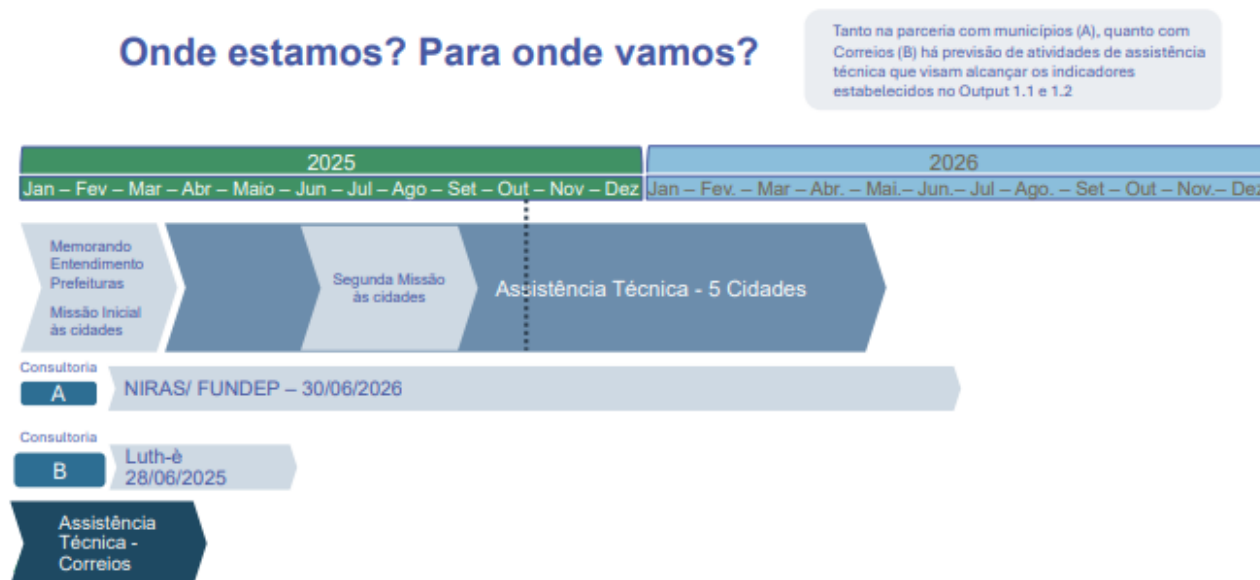 Onde estamos? Para onde vamos?
Tanto na parceria com municípios (A), quanto com
Correios (B) há previsão de atividades de assistência
técnica que visam alcançar os indicadores
estabelecidos no Output 1.1 e 1.2
2025
2026
Jan – Fev – Mar – Abr – Maio – Jun – Jul – Ago – Set – Out – Nov – Dez
Jan – Fev. – Mar – Abr. – Mai.– Jun.– Jul – Ago. – Set – Out – Nov.– Dez
Memorando
Entendimento
Prefeituras
Missão Inicial
às cidades
Segunda Missão
às cidades
Assistência Técnica - 5 Cidades
Consultoria
A
NIRAS/ FUNDEP – 30/06/2026
Consultoria
B
Luth-è
28/06/2025
Assistência
Técnica -
Correios